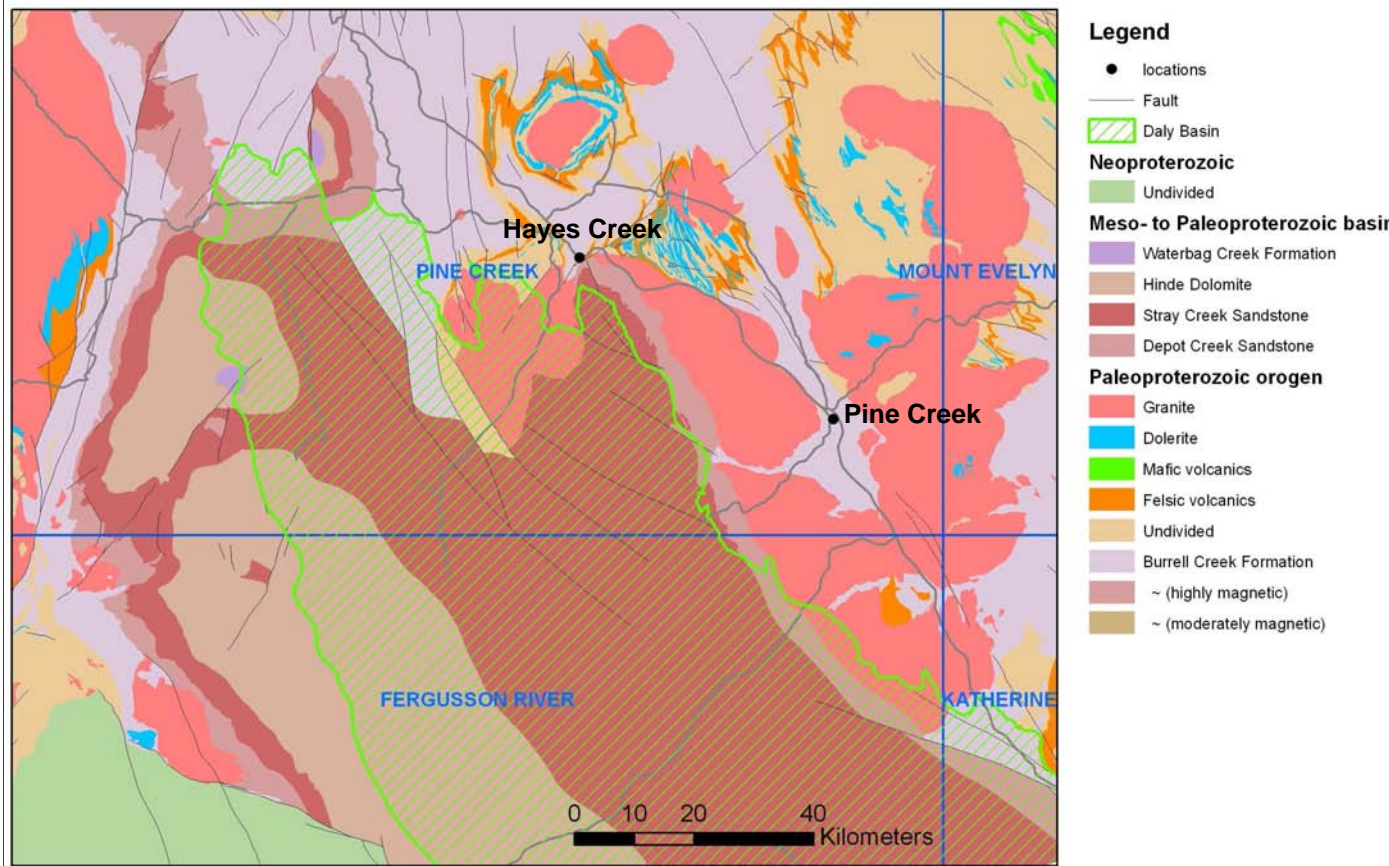 Hayes Creek
PINE CREEK
MOUNT EVELYN
Pine Creek
FERGUSSON RIVER
KATHERINE
0 10 20 40
Kilometers
Legend
locations
Fault
Daly Basin
Neoproterozoic
Undivided
Meso- to Paleoproterozoic basin
Waterbag Creek Formation
Hinde Dolomite
Stray Creek Sandstone
Depot Creek Sandstone
Paleoproterozoic orogen
Granite
Dolerite
Mafic volcanics
Felsic volcanics
Undivided
Burrell Creek Formation
~ (highly magnetic)
~ (moderately magnetic)